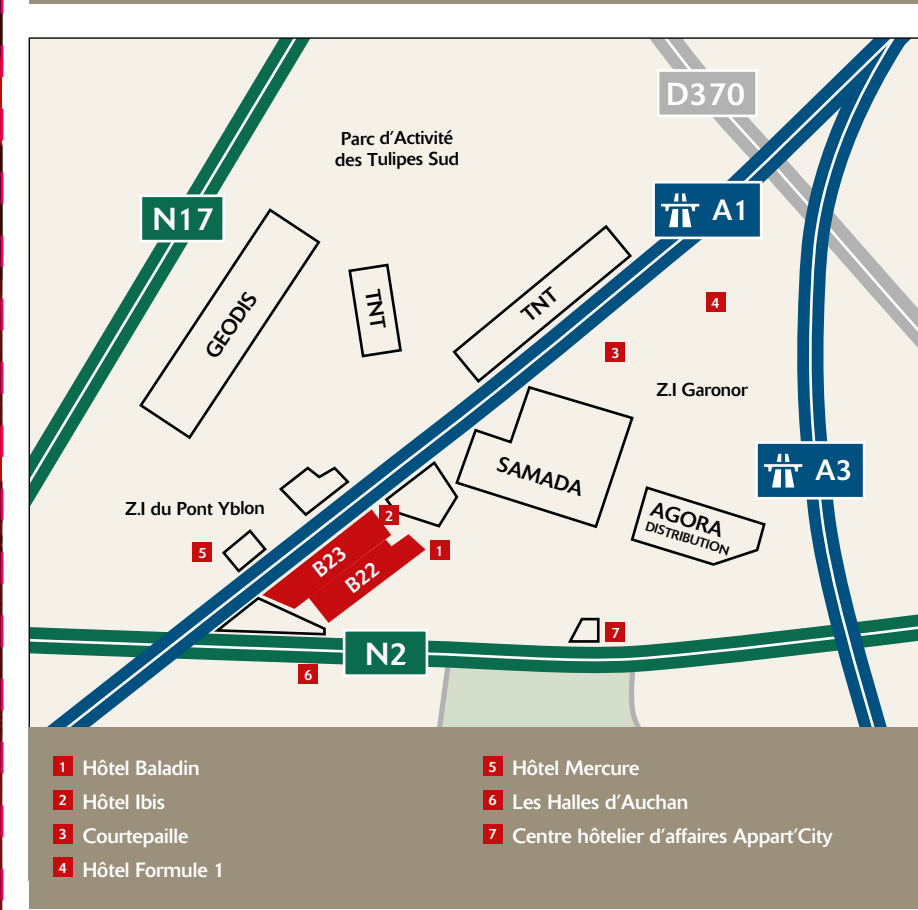 D370
Parc d'Activité
des Tulipes Sud
N17
A1
GEODIS
TNT
TNT
4
3
Z.I Garonor
SAMADA
A3
Z.I du Pont Yblon
2
AGORA
DISTRIBUTION
5
B23
1
B22
7
N2
6
1 Hôtel Baladin
2 Hôtel Ibis
3 Courtepaille
4 Hôtel Formule 1
5 Hôtel Mercure
6 Les Halles d'Auchan
7 Centre hôtelier d'affaires Appart'City